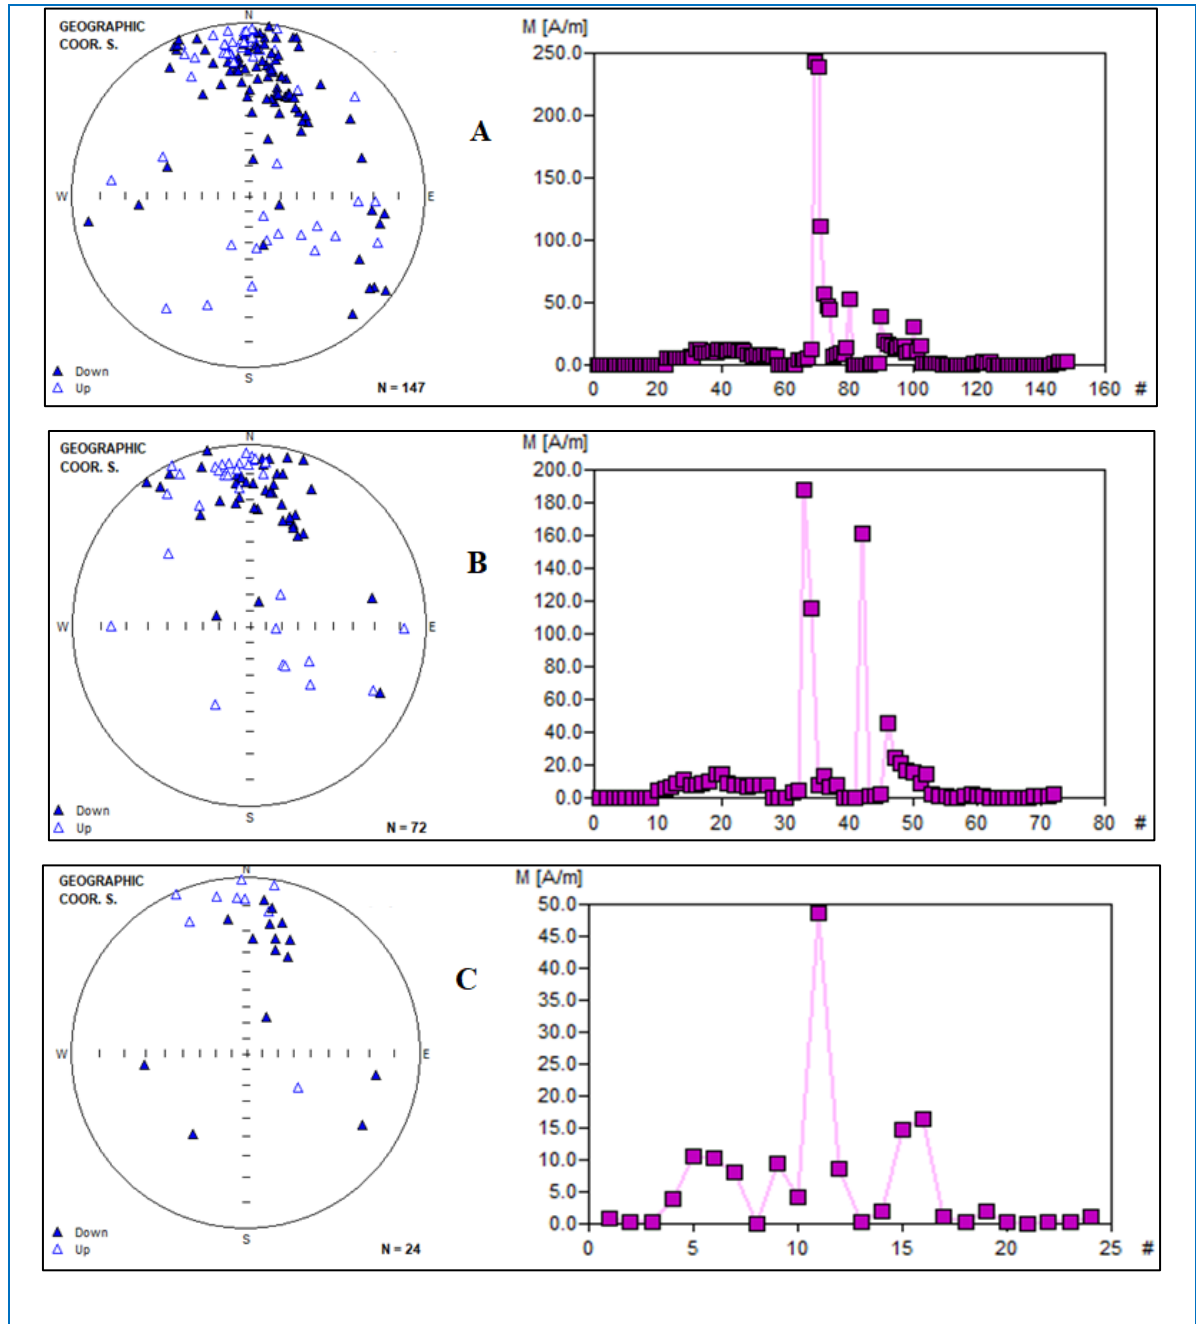 GEOGRAPHIC
COOR. S.
N
W
E
S
Down
Up
N = 147
A
M [A/m]
250.0
200.0
150.0
100.0
50.0
0.0
0 20 40 60 80 100 120 140 160 #
GEOGRAPHIC
COOR. S.
N
W
E
S
Down
Up
N = 72
B
M [A/m]
200.0
180.0
160.0
140.0
120.0
100.0
80.0
60.0
40.0
20.0
0.0
0 10 20 30 40 50 60 70 80 #
GEOGRAPHIC
COOR. S.
N
W
E
S
Down
Up
N = 24
C
M [A/m]
50.0
45.0
40.0
35.0
30.0
25.0
20.0
15.0
10.0
5.0
0.0
0 5 10 15 20 25 #